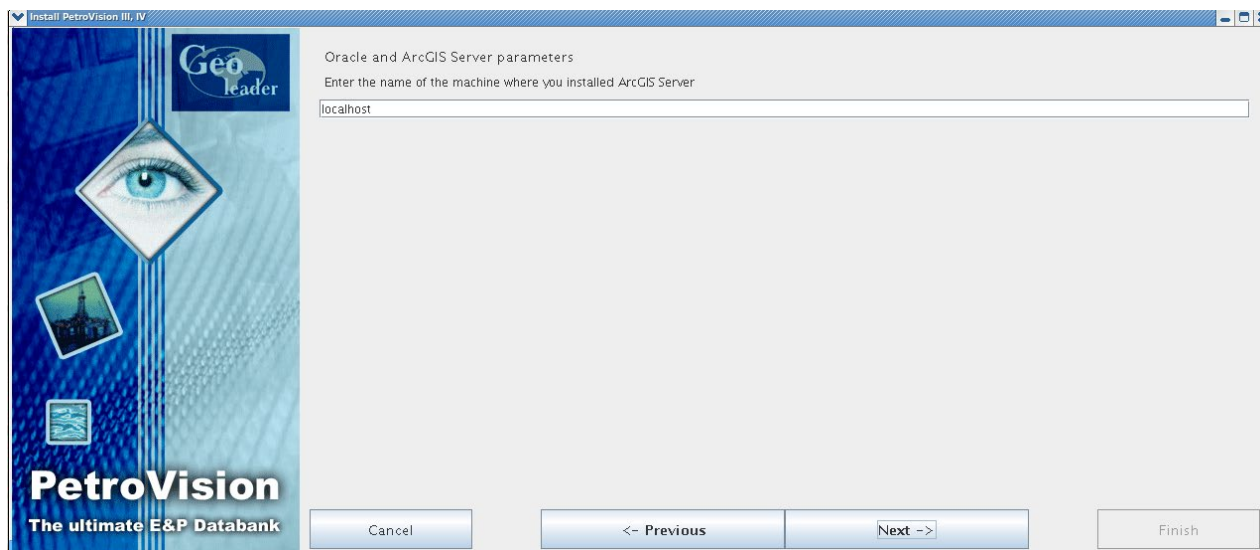 Install PetroVision III, IV
Geo
leader
Oracle and ArcGIS Server parameters
Enter the name of the machine where you installed ArcGIS Server
localhost
PetroVision
The ultimate E&P Databank
Cancel
<- Previous
Next ->
Finish